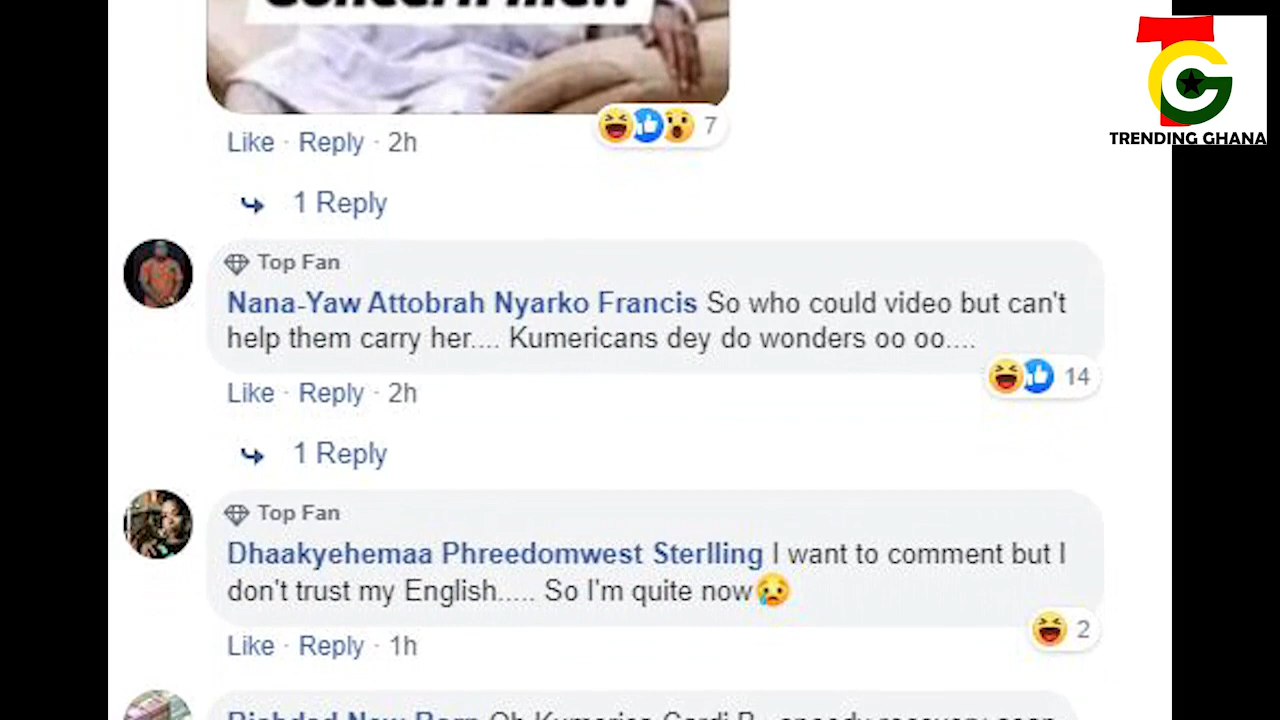 TRENDING GHANA
Like · Reply · 2h
7
1 Reply
Top Fan
Nana-Yaw Attobrah Nyarko Francis So who could video but can't
help them carry her.... Kumericans dey do wonders oo oo....
14
Like · Reply · 2h
1 Reply
Top Fan
Dhaakyehemaa Phreedomwest Sterlling I want to comment but I
don't trust my English..... So I'm quite now
2
Like · Reply · 1h
Oh Kumerica Cardi B